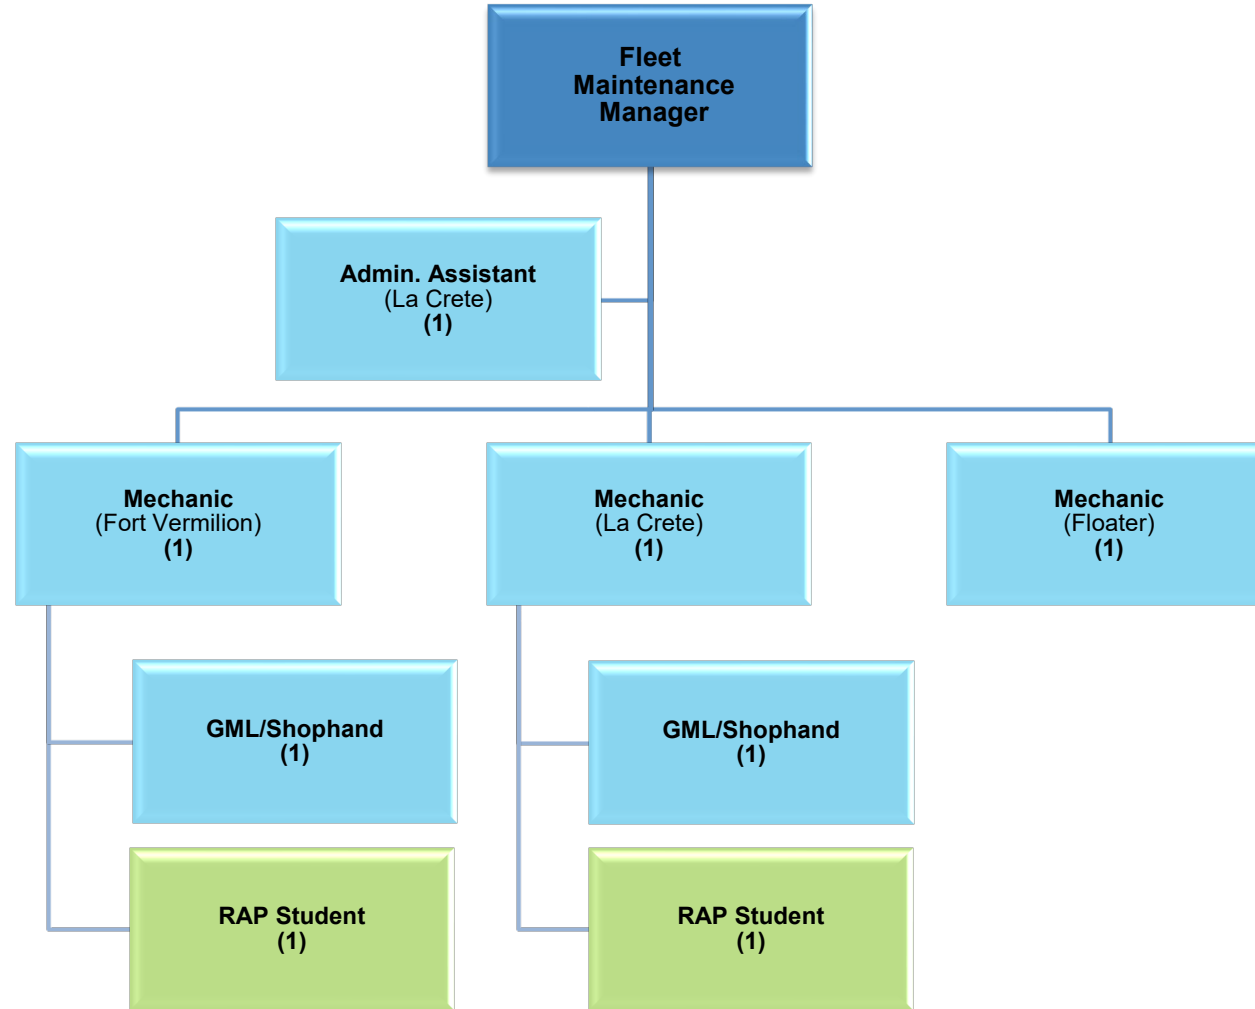 Fleet
Maintenance
Manager
Admin. Assistant
(La Crete)
(1)
Mechanic
(Fort Vermilion)
(1)
Mechanic
(La Crete)
(1)
Mechanic
(Floater)
(1)
GML/Shophand
(1)
GML/Shophand
(1)
RAP Student
(1)
RAP Student
(1)